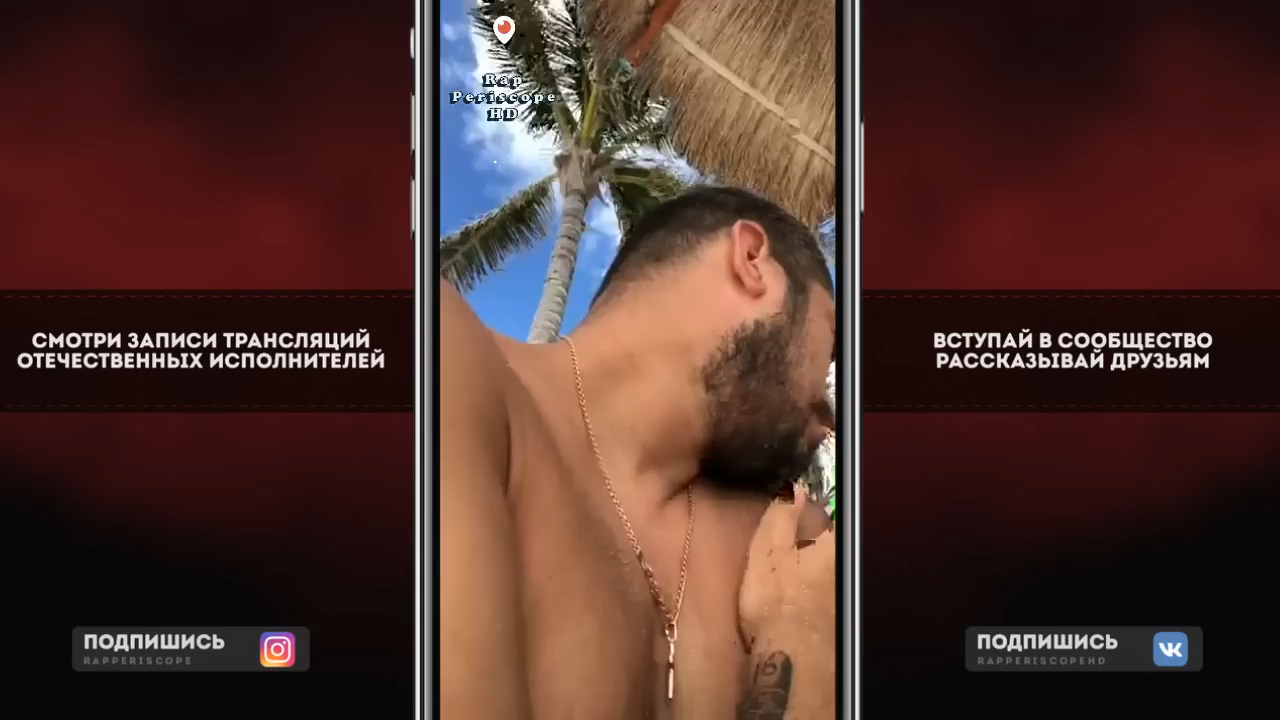 Rap
Periscope
HD
СМОТРИ ЗАПИСИ ТРАНСЛЯЦИЙ
ОТЕЧЕСТВЕННЫХ ИСПОЛНИТЕЛЕЙ
ВСТУПАЙ В СООБЩЕСТВО
РАССКАЗЫВАЙ ДРУЗЬЯМ
ПОДПИШИСЬ
RAPPERISCOPE
ПОДПИШИСЬ
RAPPERISCOPEHD